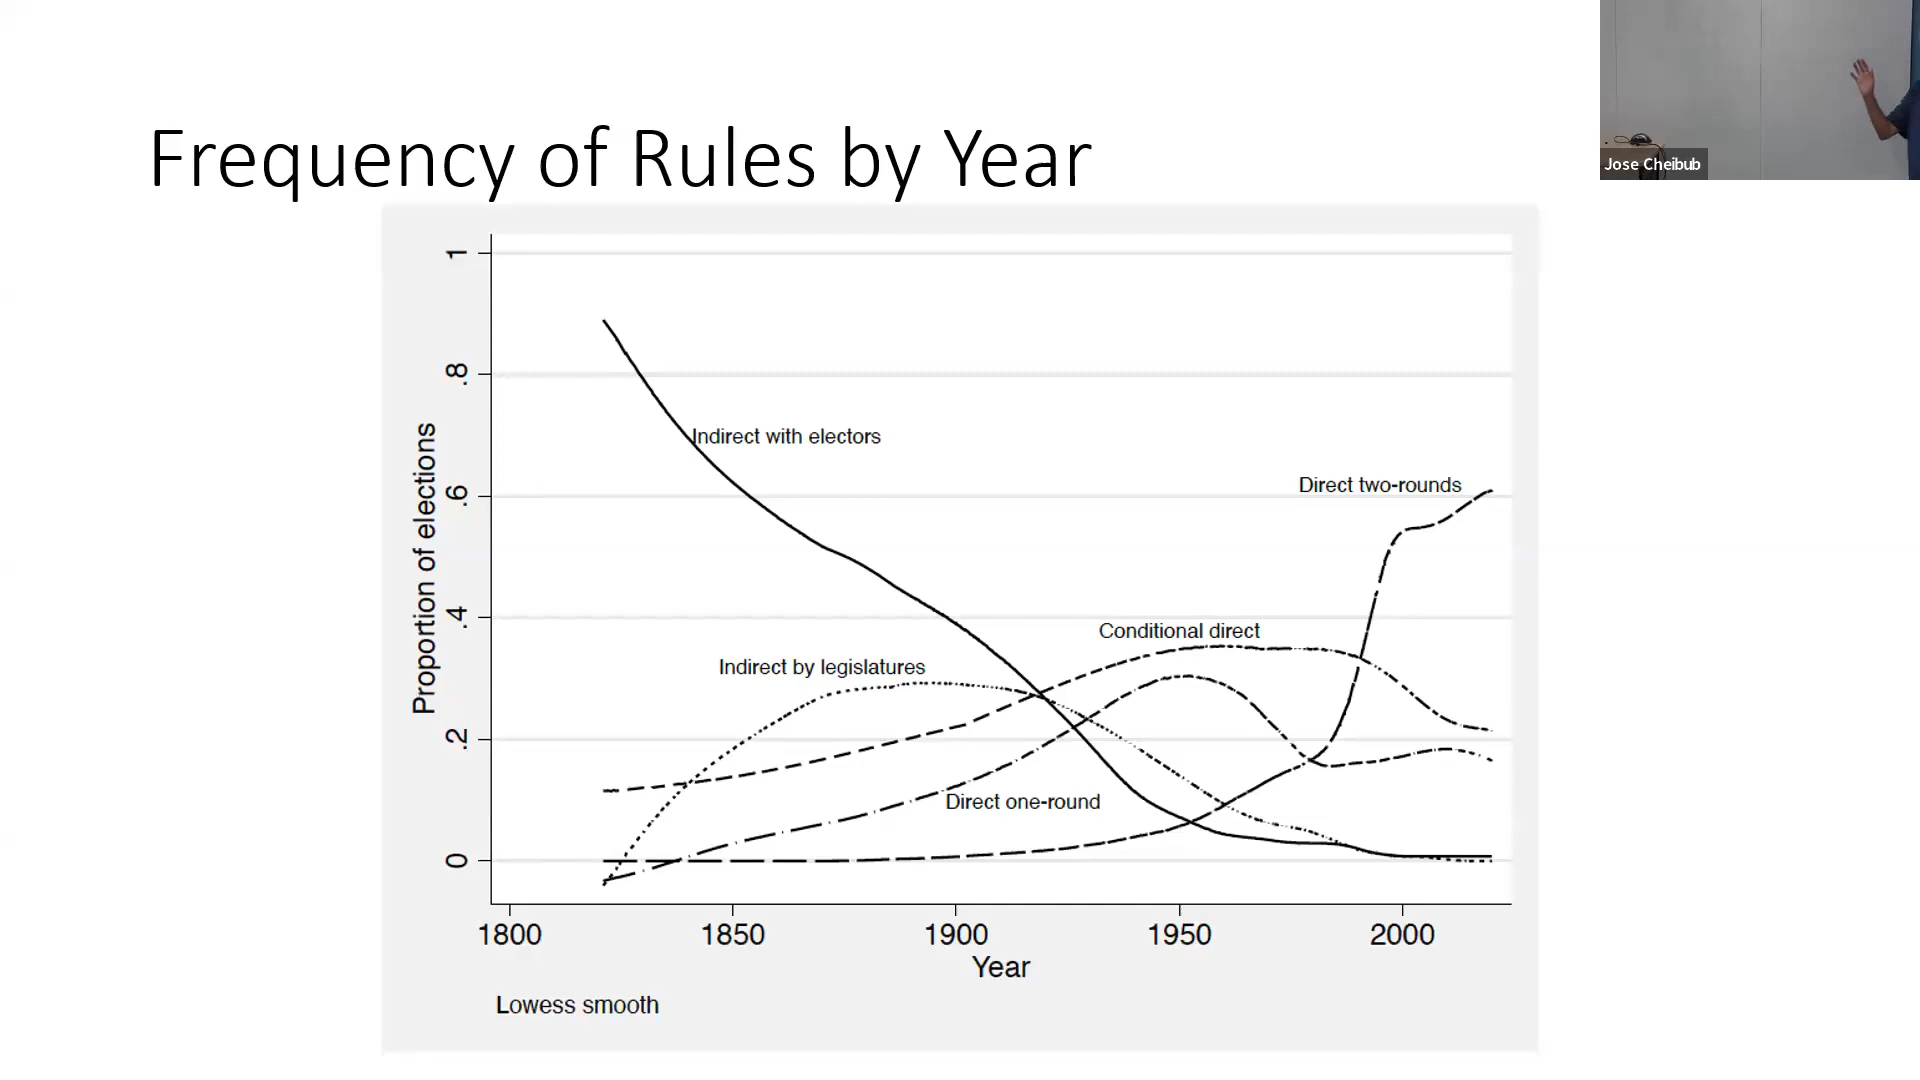 Frequency of Rules by Year
Jose Cheibub
1
.8
.6
.4
.2
0
Proportion of elections
Indirect with electors
Direct two-rounds
Conditional direct
Indirect by legislatures
Direct one-round
1800 1850 1900 1950 2000
Year
Lowess smooth